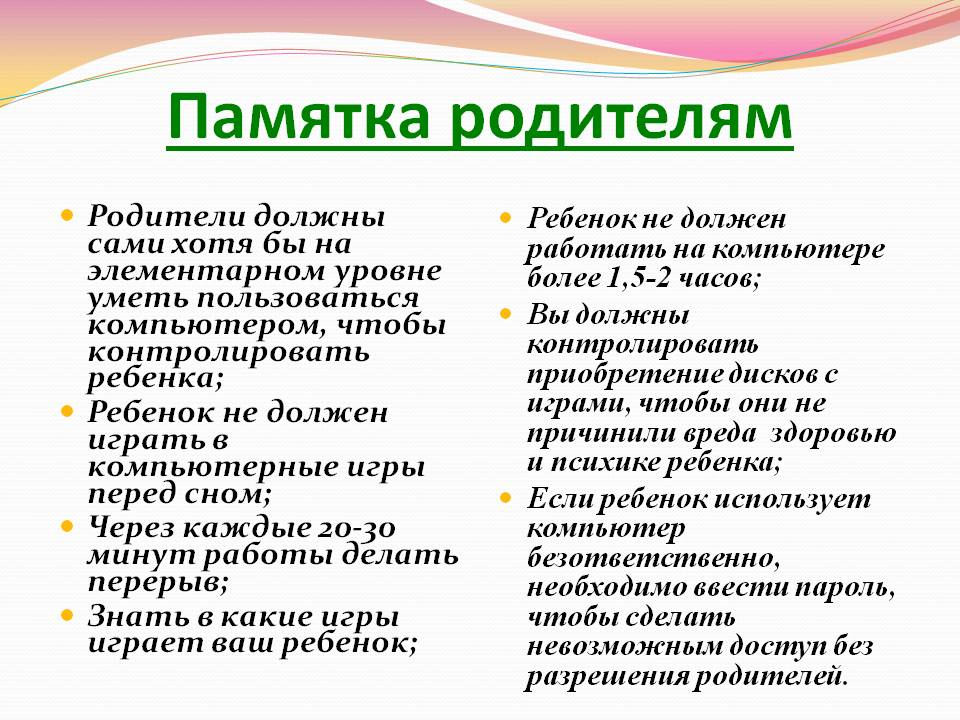 Памятка родителям
Родители должны
сами хотя бы на
элементарном уровне
уметь пользоваться
компьютером, чтобы
контролировать
ребенка;
Ребенок не должен
играть в
компьютерные игры
перед сном;
Через каждые 20-30
минут работы делать
перерыв;
Знать в какие игры
играет ваш ребенок;
Ребенок не должен
работать на компьютере
более 1,5-2 часов;
Вы должны
контролировать
приобретение дисков с
играми, чтобы они не
причинили вреда здоровью
и психике ребенка;
Если ребенок использует
компьютер
безответственно,
необходимо ввести пароль,
чтобы сделать
невозможным доступ без
разрешения родителей.